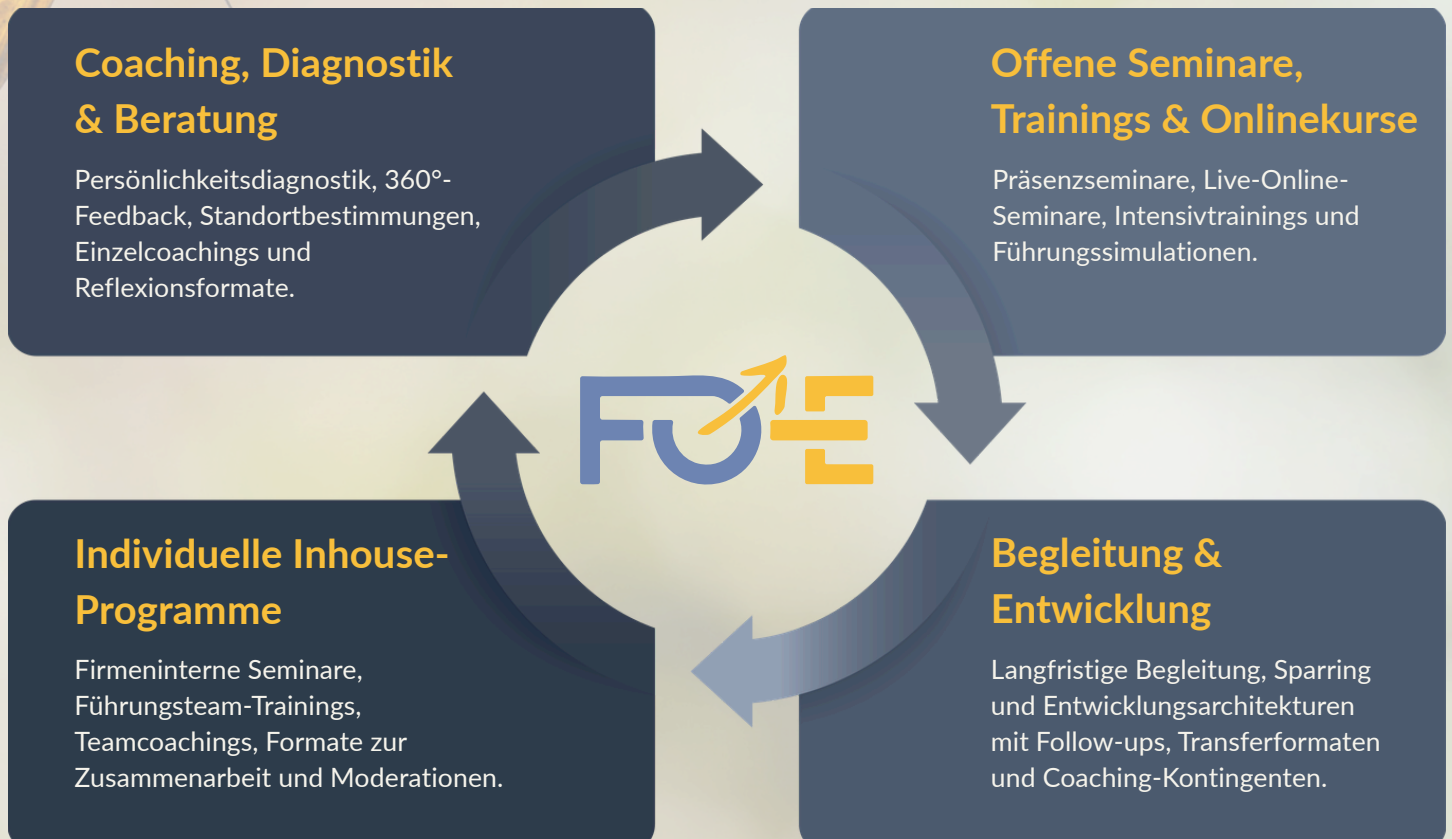 Coaching, Diagnostik
& Beratung
Persönlichkeitsdiagnostik, 360°-
Feedback, Standortbestimmungen,
Einzelcoachings und
Reflexionsformate.
Offene Seminare,
Trainings & Onlinekurse
Präsenzseminare, Live-Online-
Seminare, Intensivtrainings und
Führungssimulationen.
FO-E
Individuelle Inhouse-
Programme
Firmeninterne Seminare,
Führungsteam-Trainings,
Teamcoachings, Formate zur
Zusammenarbeit und Moderationen.
Begleitung &
Entwicklung
Langfristige Begleitung, Sparring
und Entwicklungsarchitekturen
mit Follow-ups, Transferformaten
und Coaching-Kontingenten.